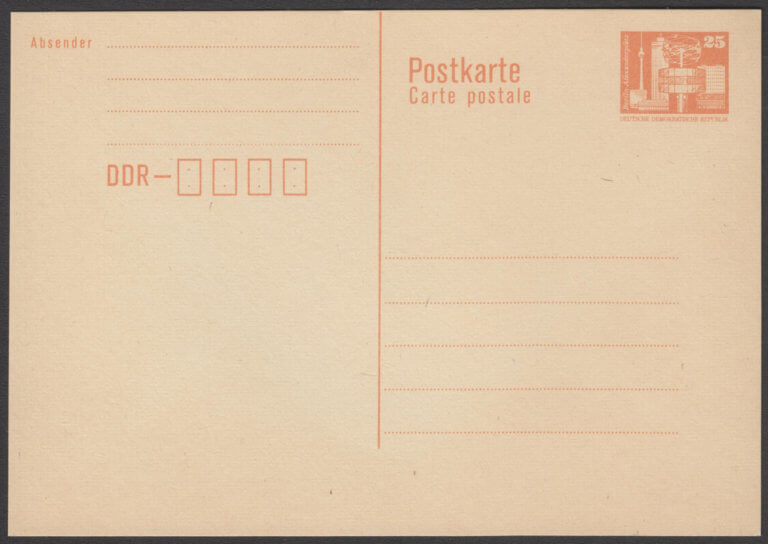 Absender
DDR–
Postkarte
Carte postale
25
Berlin, Alexanderplatz
DEUTSCHE DEMOKRATISCHE REPUBLIK